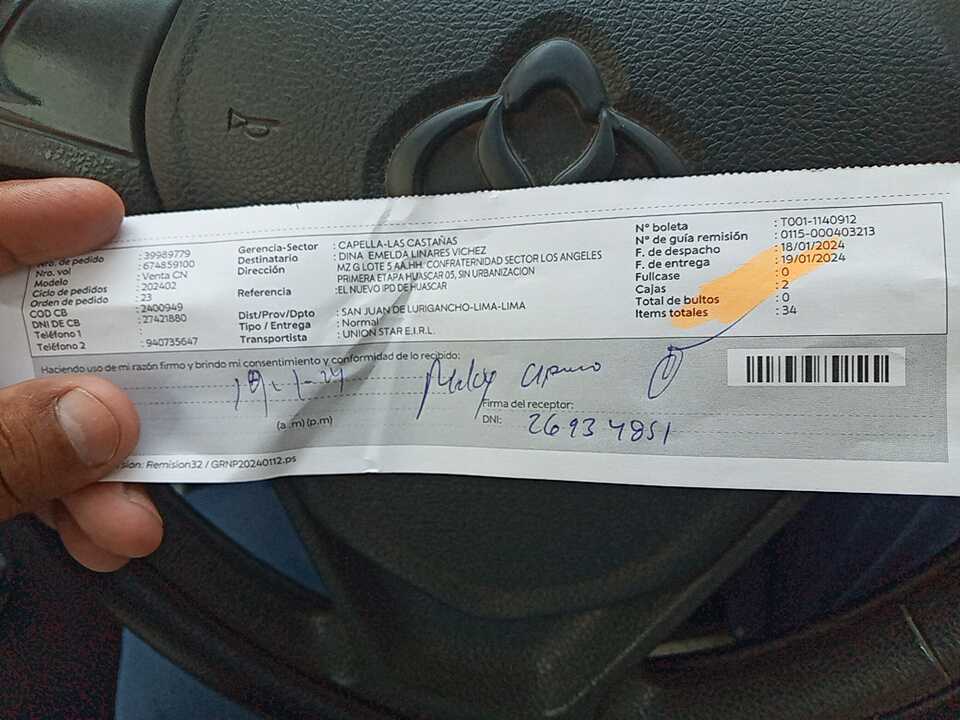 Nro. de pedido : 39989779
Nro. vol : 674859100
Modelo : Venta CN
Ciclo de pedidos : 202402
Orden de pedido : 23
COD CB : 2400949
DNI DE CB : 27421880
Teléfono 1 :
Teléfono 2 : 940735647
Gerencia-Sector : CAPELLA-LAS CASTAÑAS
Destinatario : DINA EMELDA LINARES VICHEZ
Dirección MZ G LOTE 5 AA.HH. CONFRATERNIDAD SECTOR LOS ANGELES
PRIMERA ETAPA HUASCAR 05, SIN URBANIZACION
Referencia : EL NUEVO IPD DE HUASCAR
Dist/Prov/Dpto : SAN JUAN DE LURIGANCHO-LIMA-LIMA
Tipo / Entrega : Normal
Transportista : UNION STAR E.I.R.L.
N° boleta : T001-1140912
N° de guía remisión : 0115-000403213
F. de despacho : 18/01/2024
F. de entrega : 19/01/2024
Fullcase : 0
Cajas : 2
Total de bultos : 0
Items totales : 34
Haciendo uso de mi razón firmo y brindo mi consentimiento y conformidad de lo recibido:
19-1-24
(a .m) (p.m)
Firma del receptor:
DNI: 26934851
sion: Remision32 / GRNP20240112.ps